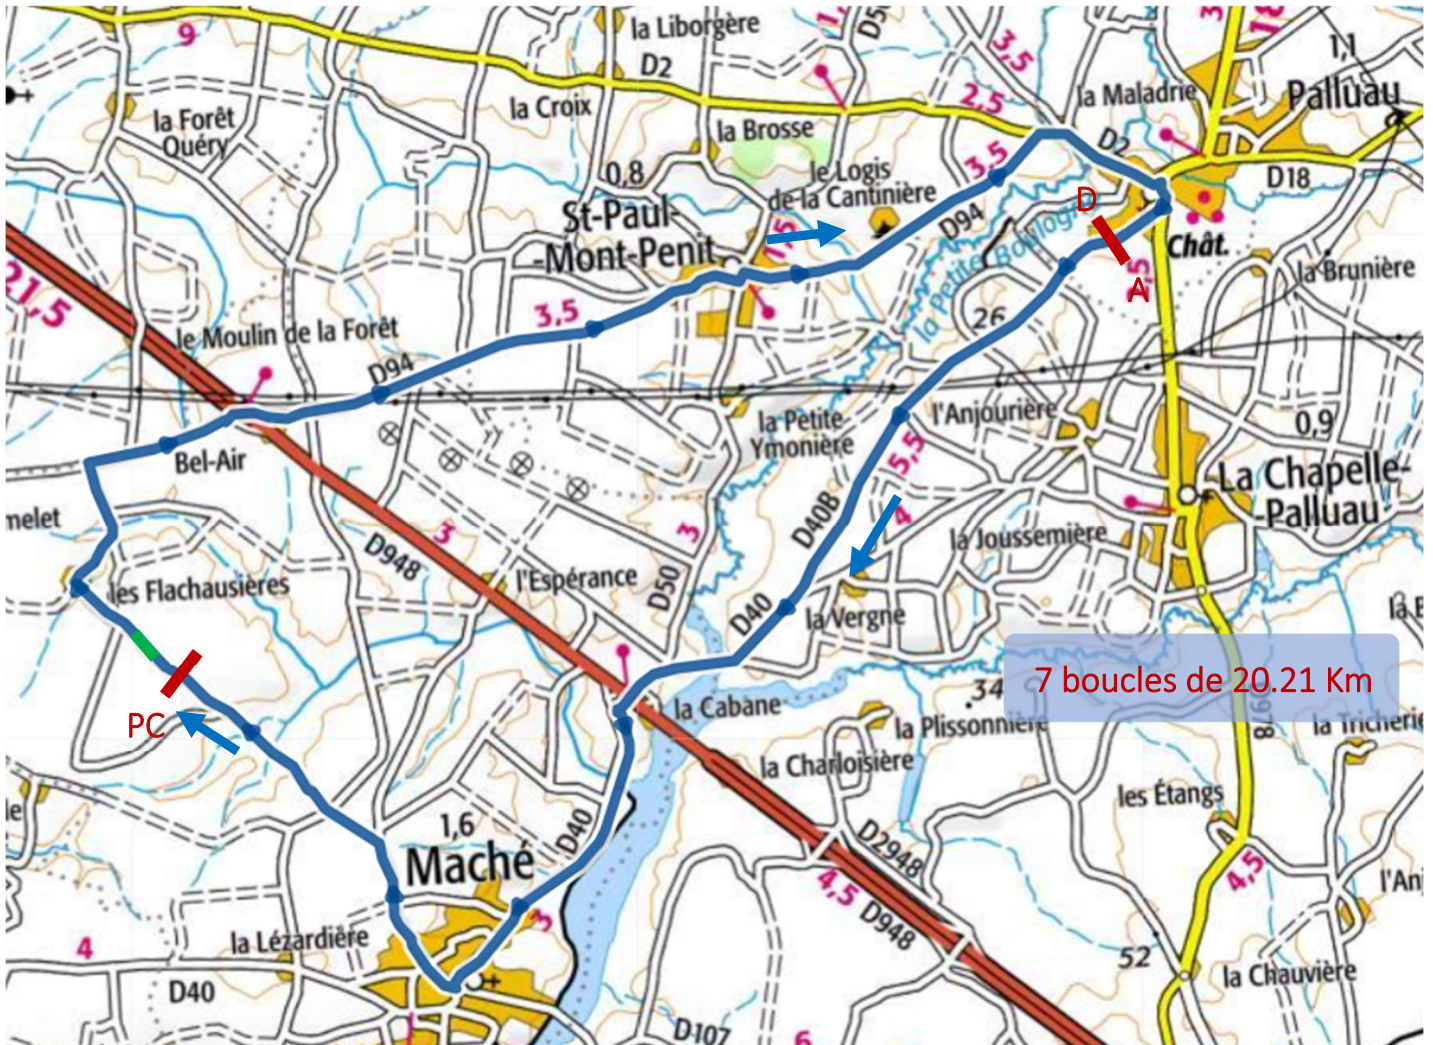 la Liborgère
9
D2
3,5
1,1
la Croix
2,5
la Maladrie
Palluau
la Forêt
Quéry
la Brosse
D2
0,8
le Logis
de la Cantinière
3,5
D18
St-Paul-
-Mont-Penit
D94
D
la Petite Boulogne
Chât.
la Brunière
A
21,5
le Moulin de la Forêt
3,5
26
D94
la Petite
Ymonière
l'Anjourière
0,9
Bel-Air
5,5
La Chapelle-
-Palluau
melet
D948
3
3
D40B
4
la Joussemière
les Flachausières
l'Espérance
D50
D40
la Vergne
7 boucles de 20.21 Km
PC
la Cabane
34
la Plissonnière
la Tricherie
la Charloisière
les Étangs
1,6
Maché
D40
D2948
4,5
D948
4,5
l'An
la Lézardière
3
4
D40
52
la Chauvière
D107
6